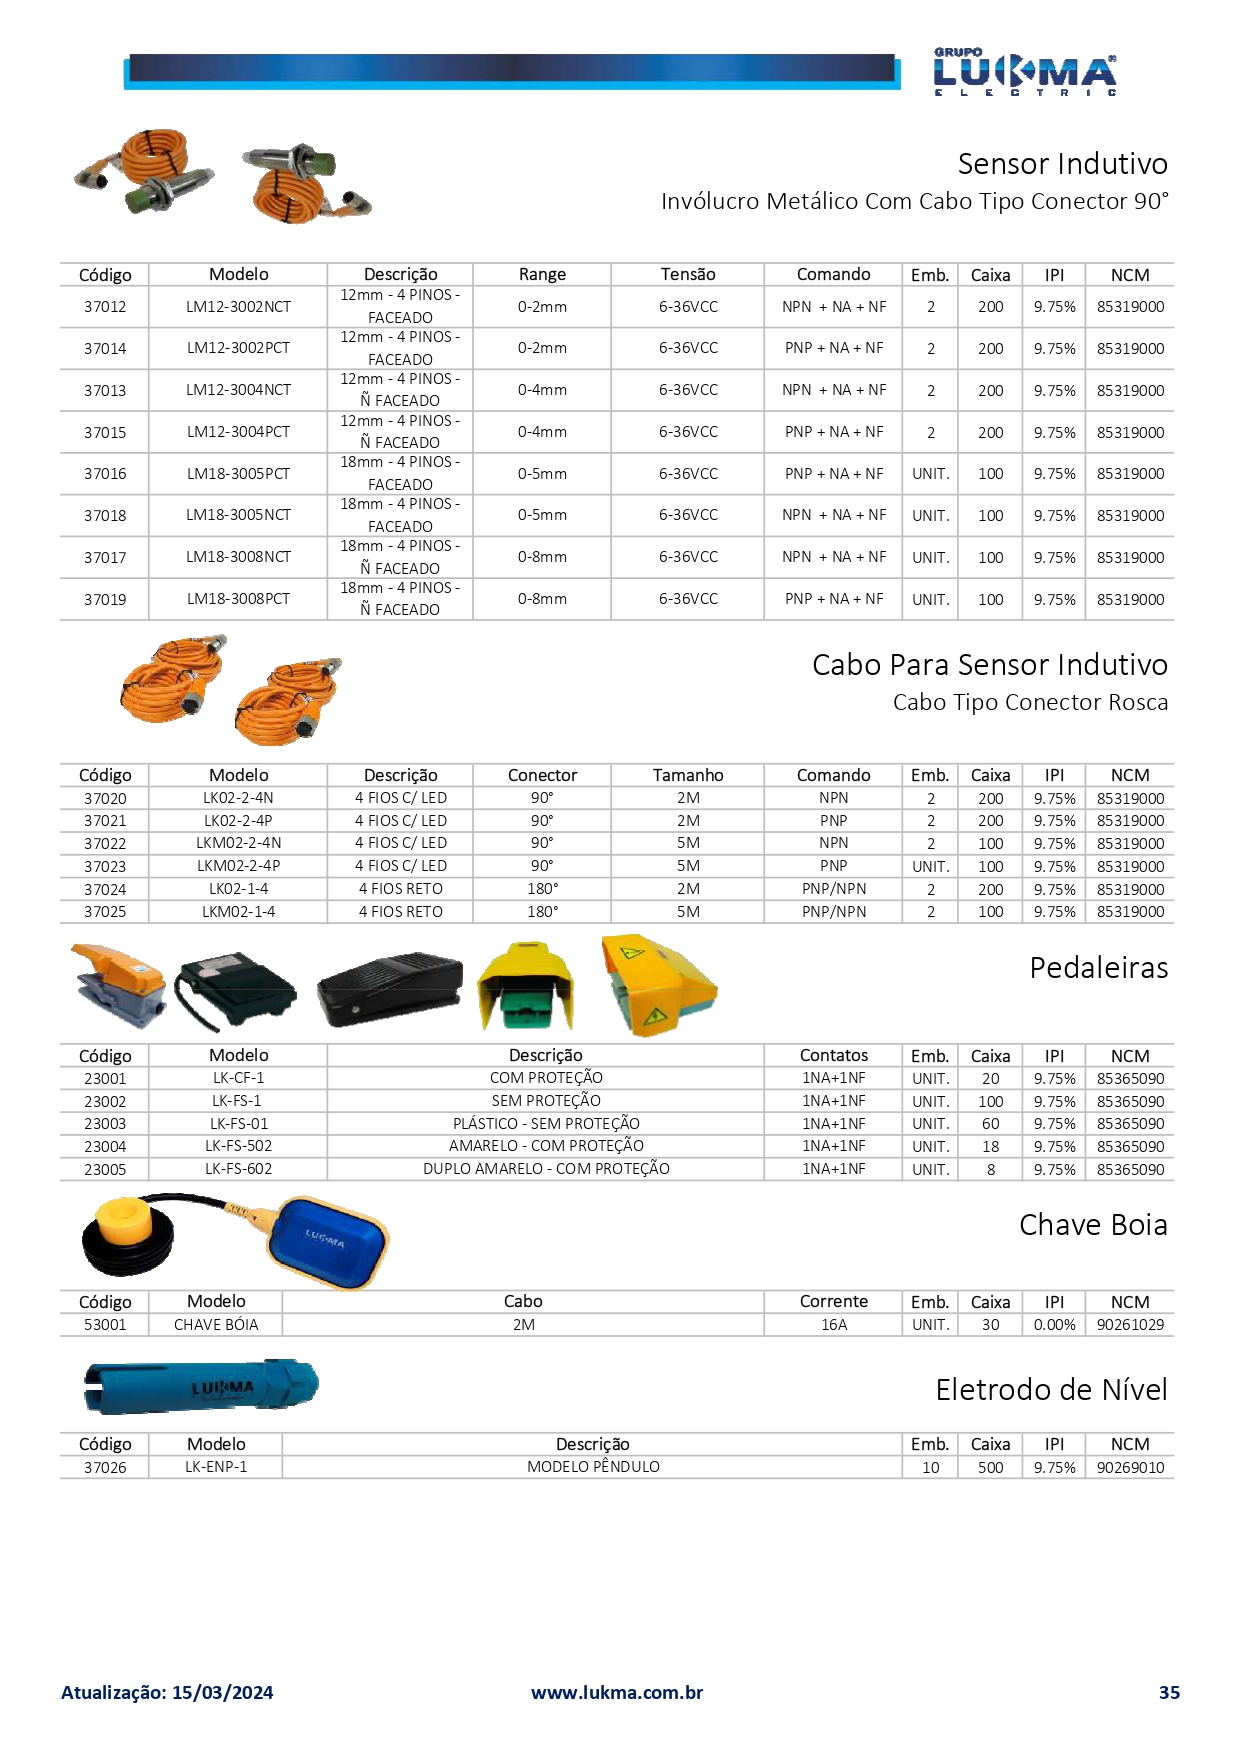 GRUPO
LUKMA
ELECTRIC
Sensor Indutivo
Invólucro Metálico Com Cabo Tipo Conector 90°
Código Modelo Descrição Range Tensão Comando Emb. Caixa IPI NCM
37012 LM12-3002NCT 12mm - 4 PINOS - FACEADO 0-2mm 6-36VCC NPN + NA + NF 2 200 9.75% 85319000
37014 LM12-3002PCT 12mm - 4 PINOS - FACEADO 0-2mm 6-36VCC PNP + NA + NF 2 200 9.75% 85319000
37013 LM12-3004NCT 12mm - 4 PINOS - Ñ FACEADO 0-4mm 6-36VCC NPN + NA + NF 2 200 9.75% 85319000
37015 LM12-3004PCT 12mm - 4 PINOS - Ñ FACEADO 0-4mm 6-36VCC PNP + NA + NF 2 200 9.75% 85319000
37016 LM18-3005PCT 18mm - 4 PINOS - FACEADO 0-5mm 6-36VCC PNP + NA + NF UNIT. 100 9.75% 85319000
37018 LM18-3005NCT 18mm - 4 PINOS - FACEADO 0-5mm 6-36VCC NPN + NA + NF UNIT. 100 9.75% 85319000
37017 LM18-3008NCT 18mm - 4 PINOS - Ñ FACEADO 0-8mm 6-36VCC NPN + NA + NF UNIT. 100 9.75% 85319000
37019 LM18-3008PCT 18mm - 4 PINOS - Ñ FACEADO 0-8mm 6-36VCC PNP + NA + NF UNIT. 100 9.75% 85319000
Cabo Para Sensor Indutivo
Cabo Tipo Conector Rosca
Código Modelo Descrição Conector Tamanho Comando Emb. Caixa IPI NCM
37020 LK02-2-4N 4 FIOS C/ LED 90° 2M NPN 2 200 9.75% 85319000
37021 LK02-2-4P 4 FIOS C/ LED 90° 2M PNP 2 200 9.75% 85319000
37022 LKM02-2-4N 4 FIOS C/ LED 90° 5M NPN 2 100 9.75% 85319000
37023 LKM02-2-4P 4 FIOS C/ LED 90° 5M PNP UNIT. 100 9.75% 85319000
37024 LK02-1-4 4 FIOS RETO 180° 2M PNP/NPN 2 200 9.75% 85319000
37025 LKM02-1-4 4 FIOS RETO 180° 5M PNP/NPN 2 100 9.75% 85319000
Pedaleiras
Código Modelo Descrição Contatos Emb. Caixa IPI NCM
23001 LK-CF-1 COM PROTEÇÃO 1NA+1NF UNIT. 20 9.75% 85365090
23002 LK-FS-1 SEM PROTEÇÃO 1NA+1NF UNIT. 100 9.75% 85365090
23003 LK-FS-01 PLÁSTICO - SEM PROTEÇÃO 1NA+1NF UNIT. 60 9.75% 85365090
23004 LK-FS-502 AMARELO - COM PROTEÇÃO 1NA+1NF UNIT. 18 9.75% 85365090
23005 LK-FS-602 DUPLO AMARELO - COM PROTEÇÃO 1NA+1NF UNIT. 8 9.75% 85365090
LUKMA
Chave Boia
Código Modelo Cabo Corrente Emb. Caixa IPI NCM
53001 CHAVE BÓIA 2M 16A UNIT. 30 0.00% 90261029
LUKMA
Eletrodo de Nível
Código Modelo Descrição Emb. Caixa IPI NCM
37026 LK-ENP-1 MODELO PÊNDULO 10 500 9.75% 90269010
Atualização: 15/03/2024 www.lukma.com.br 35